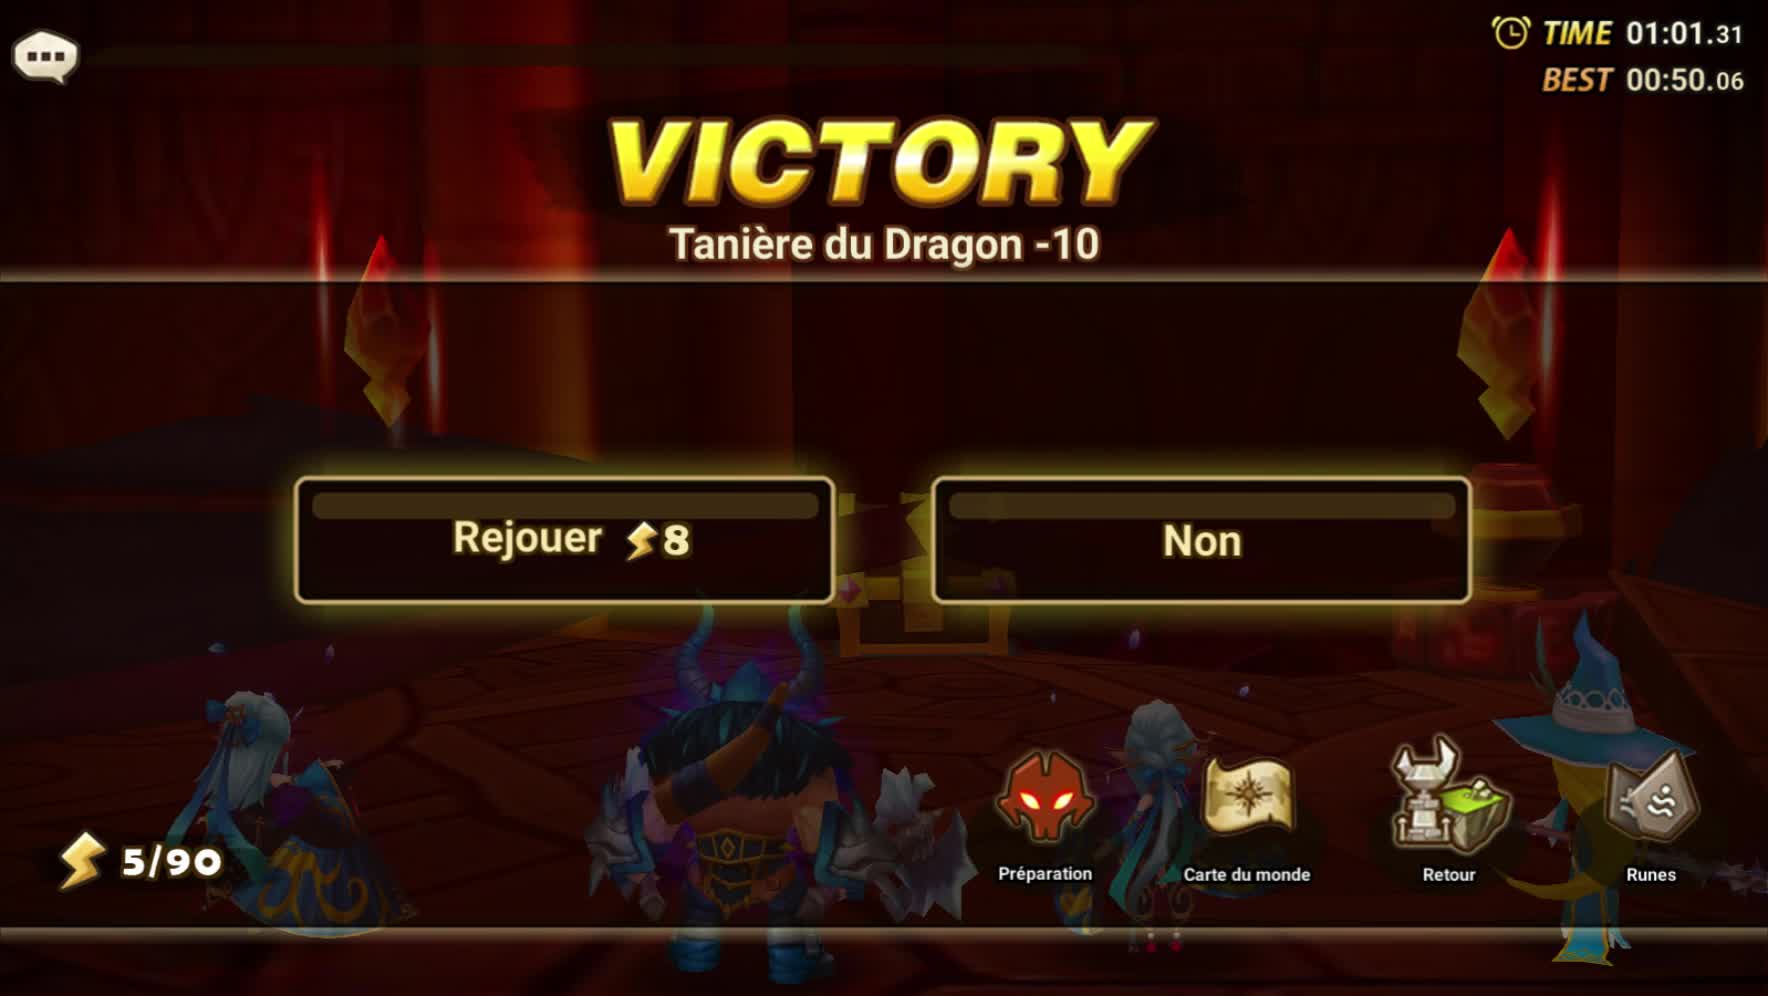 TIME 01:01.31
BEST 00:50.06
VICTORY
Tanière du Dragon -10
Rejouer 8
Non
5/90
Préparation
Carte du monde
Retour
Runes